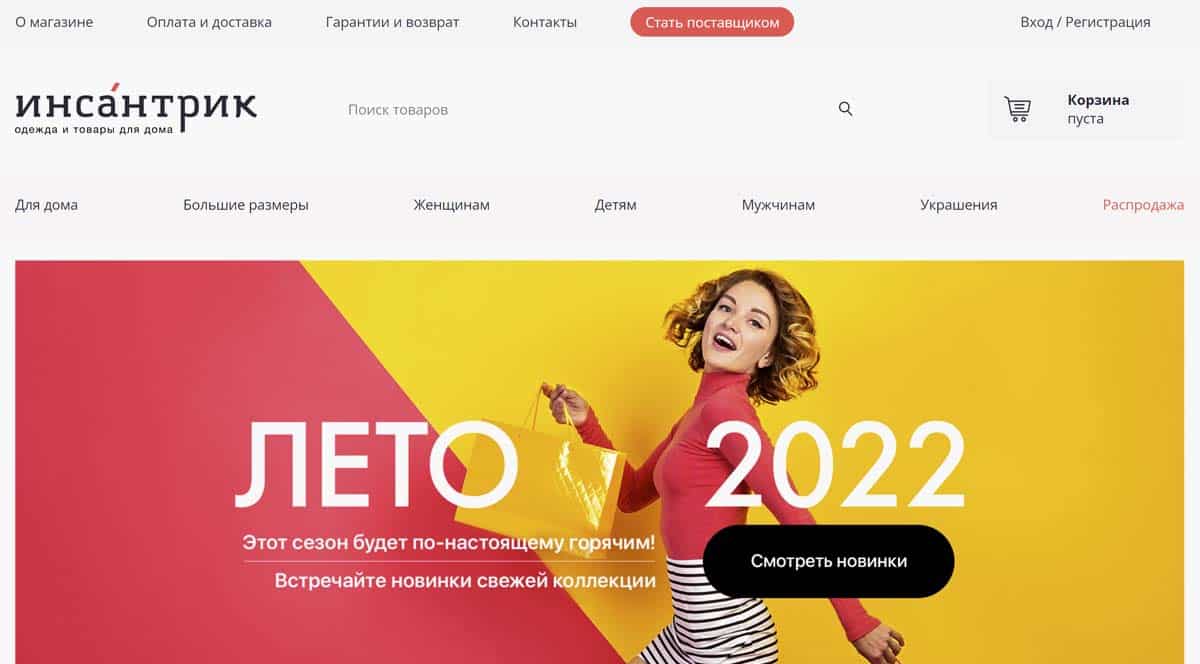 О магазине
Оплата и доставка
Гарантии и возврат
Контакты
Стать поставщиком
Вход / Регистрация
инса́нтрик
одежда и товары для дома
Поиск товаров
Корзина
пуста
Для дома
Большие размеры
Женщинам
Детям
Мужчинам
Украшения
Распродажа
ЛЕТО 2022
Этот сезон будет по-настоящему горячим!
Встречайте новинки свежей коллекции
Смотреть новинки